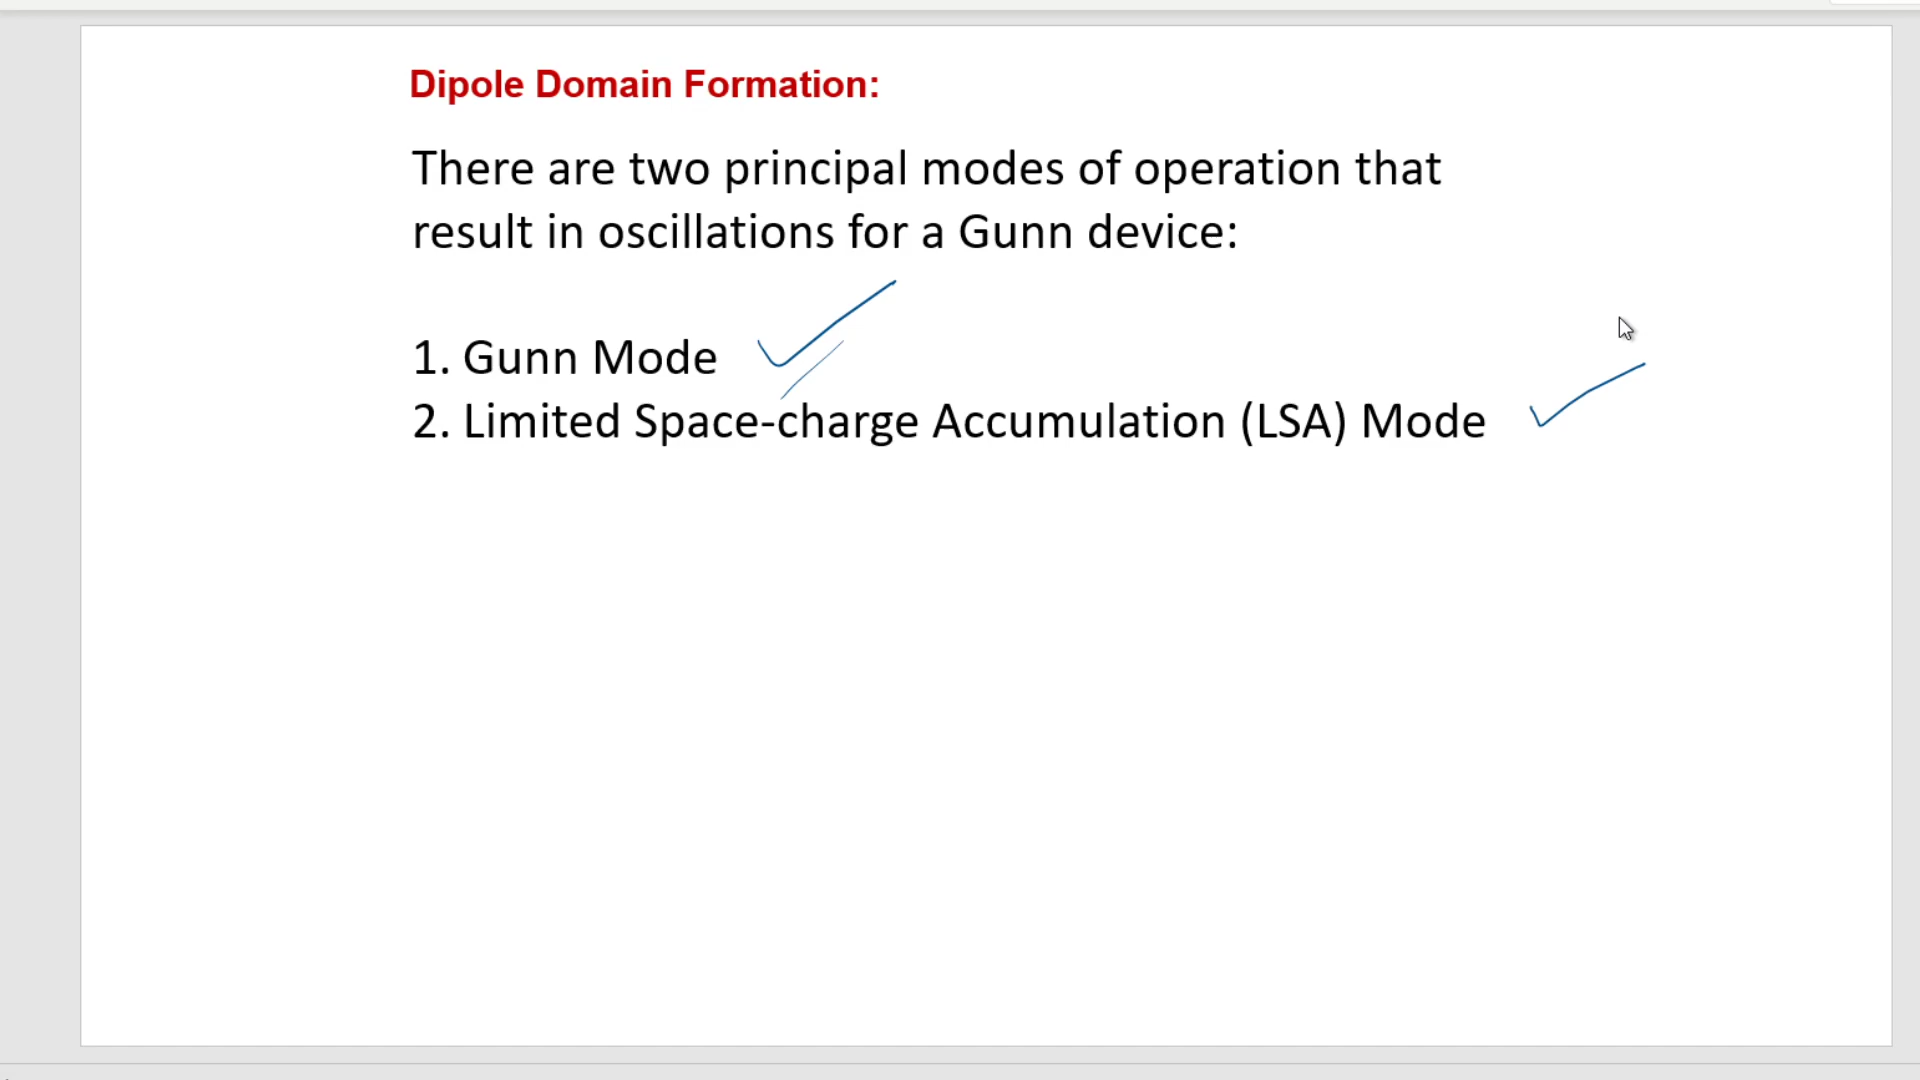 Dipole Domain Formation:
There are two principal modes of operation that
result in oscillations for a Gunn device:
1. Gunn Mode
2. Limited Space-charge Accumulation (LSA) Mode